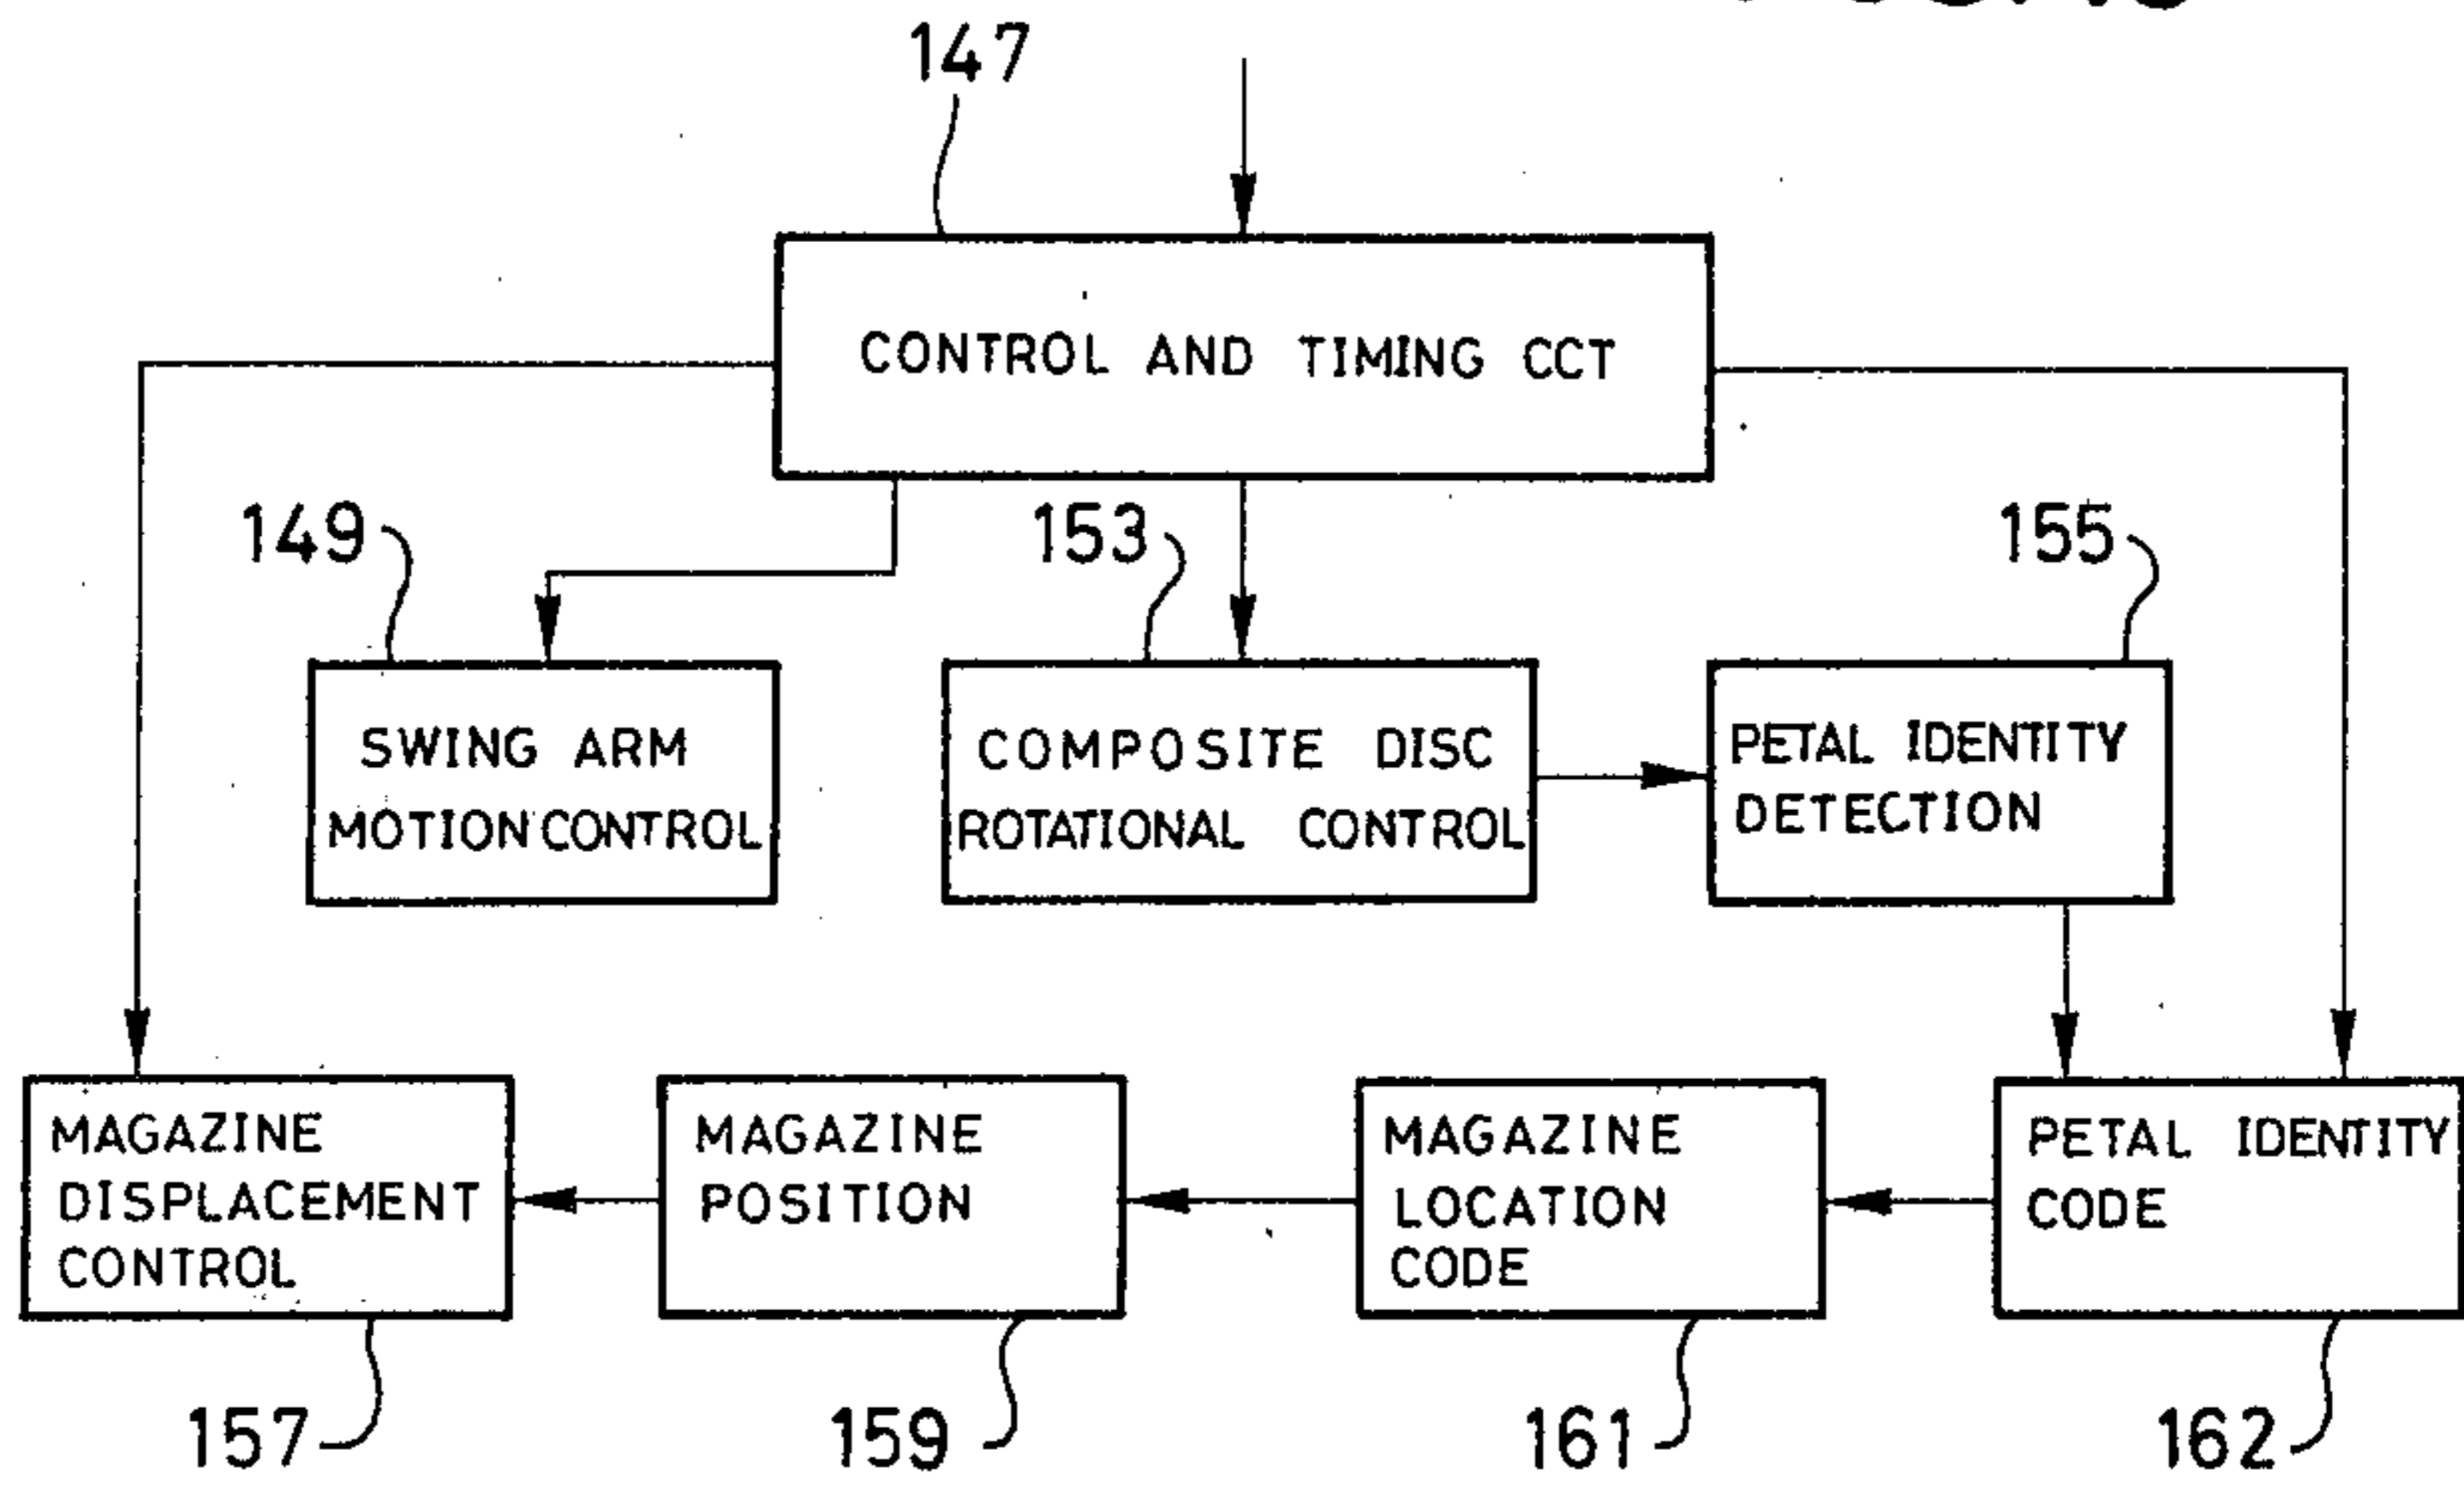 147
CONTROL AND TIMING CCT
149
153
155
SWING ARM
MOTION CONTROL
COMPOSITE DISC
ROTATIONAL CONTROL
PETAL IDENTITY
DETECTION
MAGAZINE
DISPLACEMENT
CONTROL
MAGAZINE
POSITION
MAGAZINE
LOCATION
CODE
PETAL IDENTITY
CODE
157
159
161
162